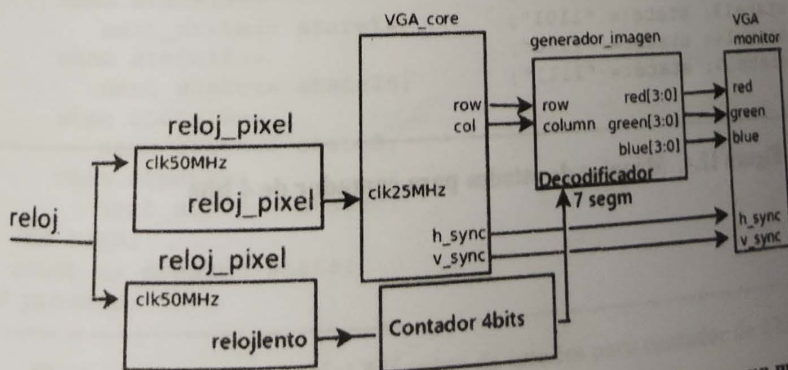 VGA_core
VGA
monitor
generador_imagen
row
col
row
column
red[3:0]
green[3:0]
blue[3:0]
red
green
blue
reloj_pixel
clk50MHz
reloj_pixel
clk25MHz
Decodificador
7 segm
reloj
h_sync
v_sync
h_sync
v_sync
reloj_pixel
clk50MHz
relojlento
Contador 4bits